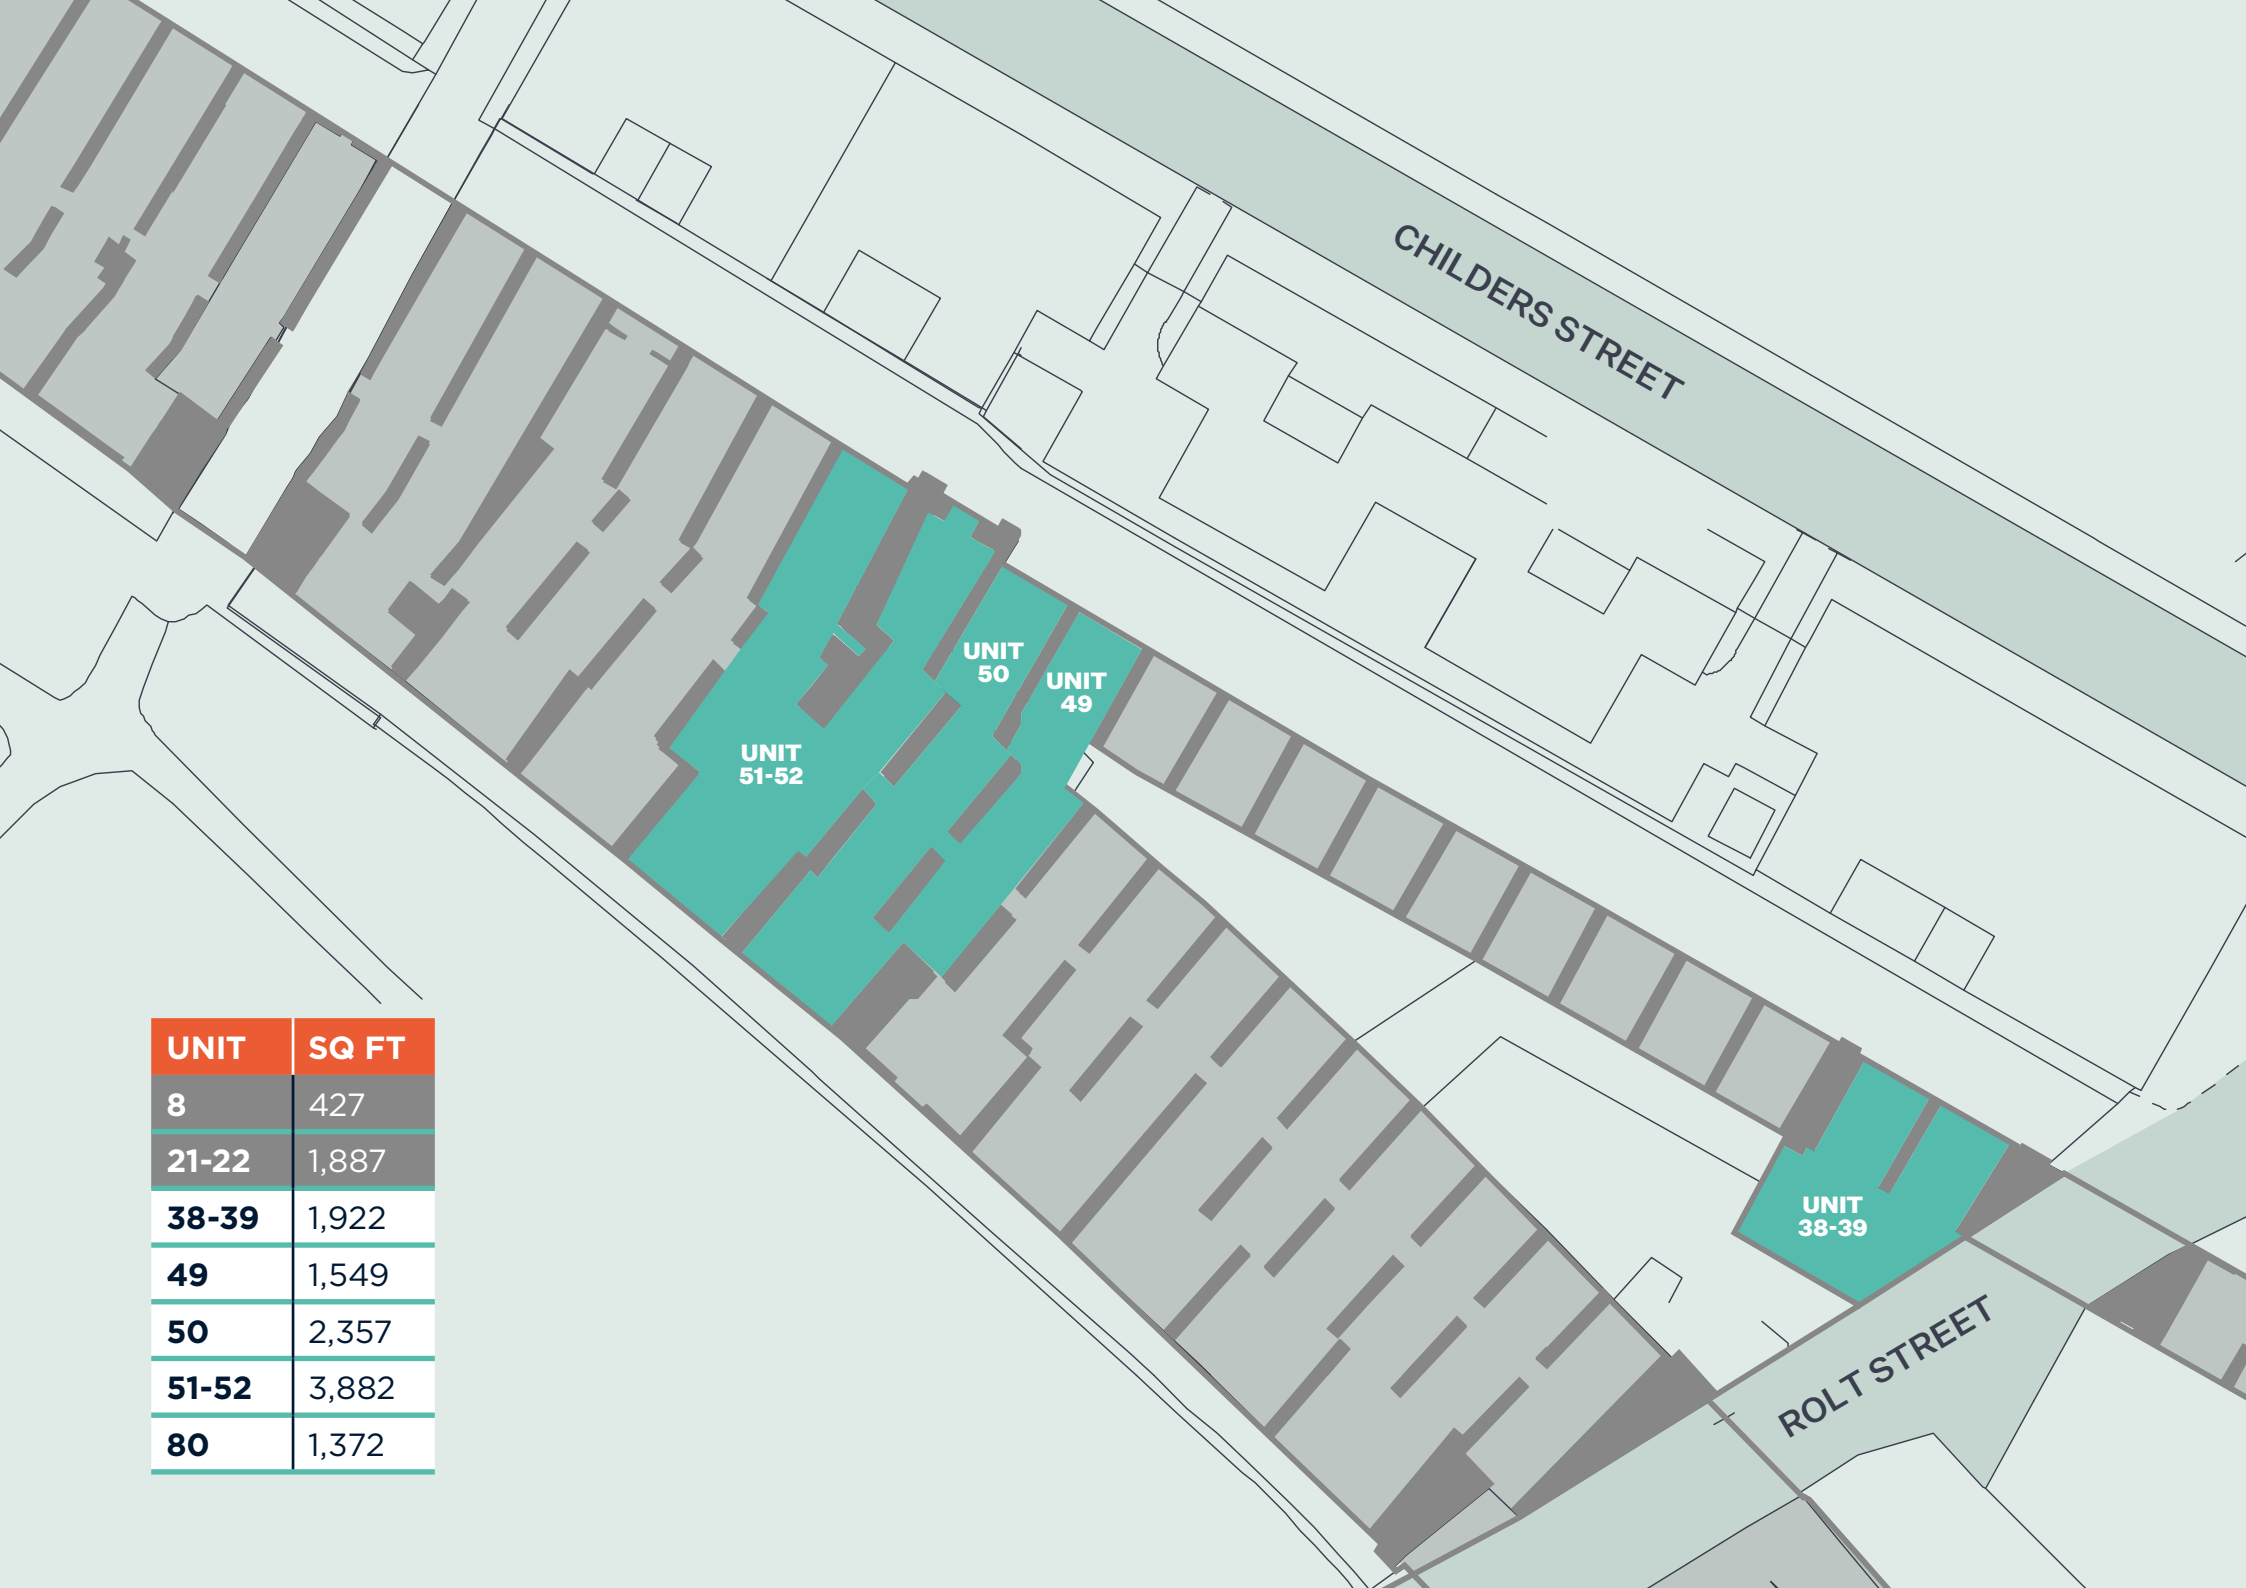 CHILDERS STREET
UNIT
50
UNIT
49
UNIT
51-52
UNIT SQ FT
8 427
21-22 1,887
38-39 1,922
49 1,549
50 2,357
51-52 3,882
80 1,372
UNIT
38-39
ROLT STREET